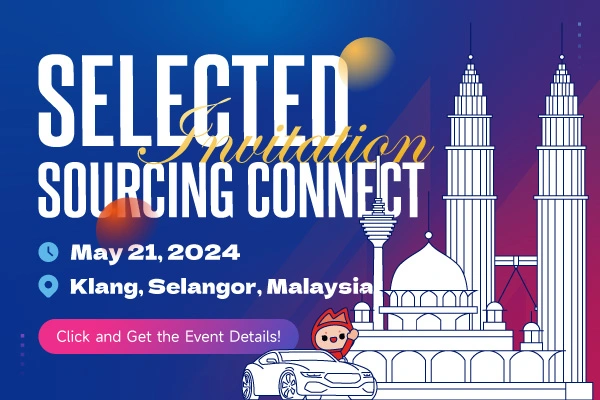 SELECTED
Invitation
SOURCING CONNECT
May 21, 2024
Klang, Selangor, Malaysia
Click and Get the Event Details!